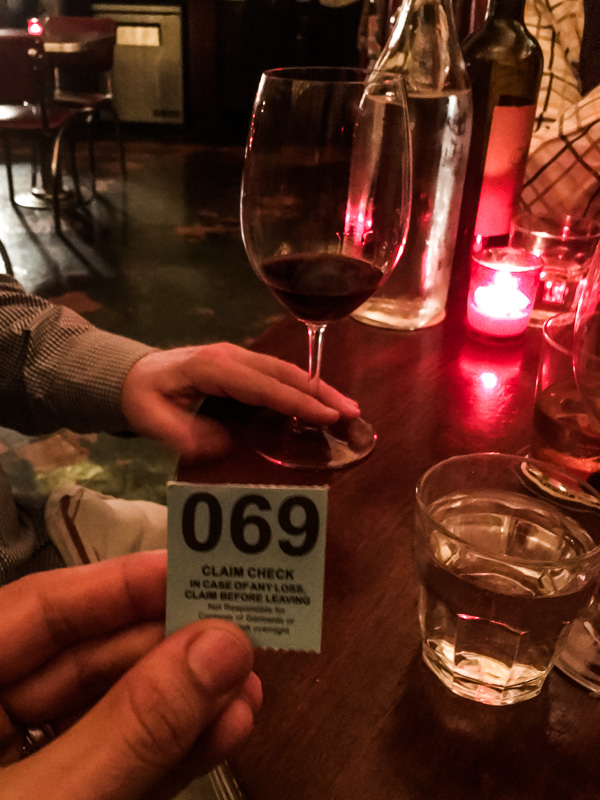 069
CLAIM CHECK
IN CASE OF ANY LOSS,
CLAIM BEFORE LEAVING
Not Responsible for
Contents of Garments or
left overnight